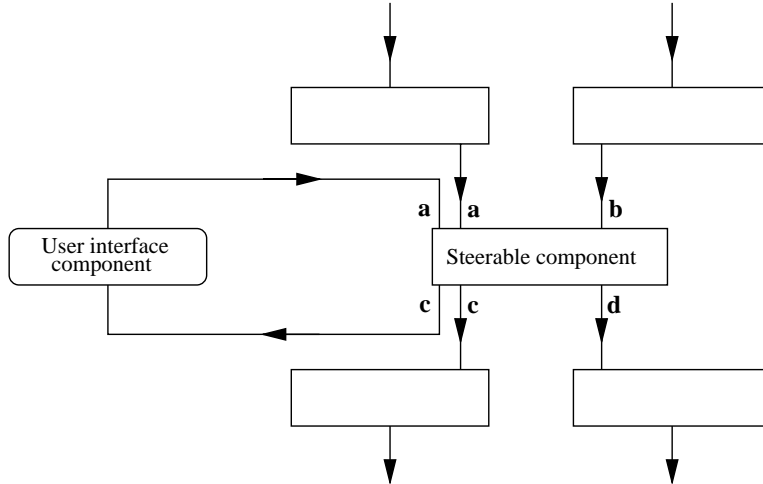 a a b
User interface
component
Steerable component
c c d